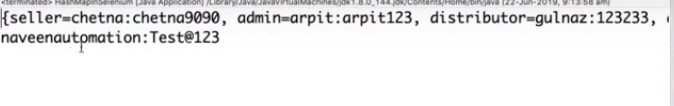 <terminated> HashMapInSelenium [Java Application] /Library/Java/JavaVirtualMachines/jdk1.8.0_144.jdk/Contents/Home/bin/java (22-Jun-2019, 9:13:58 am)
{seller=chetna:chetna9090, admin=arpit:arpit123, distributor=gulnaz:123233,
naveenautomation:Test@123